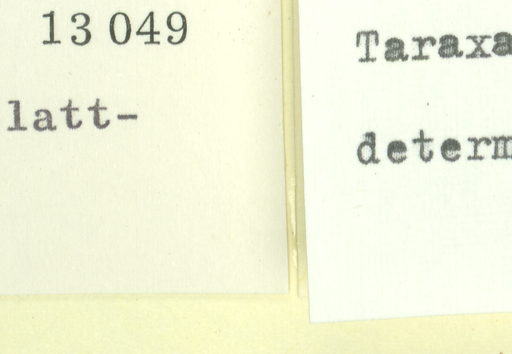 13 049
latt-
Taraxa
determ